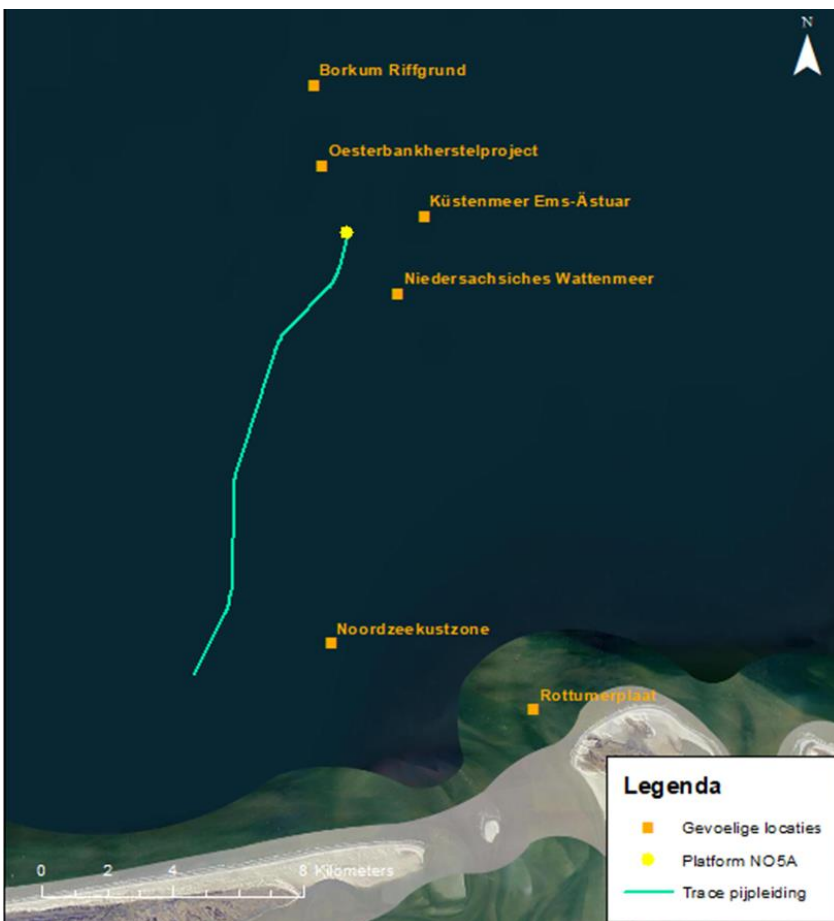 N
Borkum Riffgrund
Oesterbankherstelproject
Küstenmeer Ems-Ästuar
Niedersachsiches Wattenmeer
Noordzeekustzone
Rottumerplaat
Legenda
Gevoelige locaties
Platform NO5A
Trace pijpleiding
0 2 4 8 Kilometers